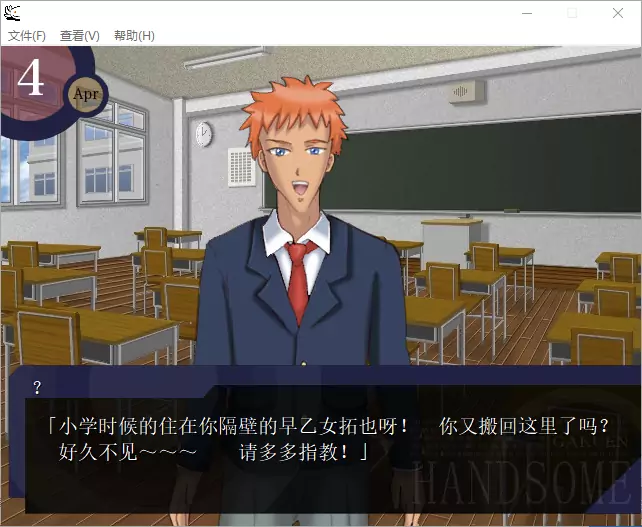 文件(F) 查看(V) 帮助(H)
4
Apr
？
「小学时候的住在你隔壁的早乙女拓也呀！ 你又搬回这里了吗？
好久不见～～～ 请多多指教！」
GAKUEN
HANDSOME